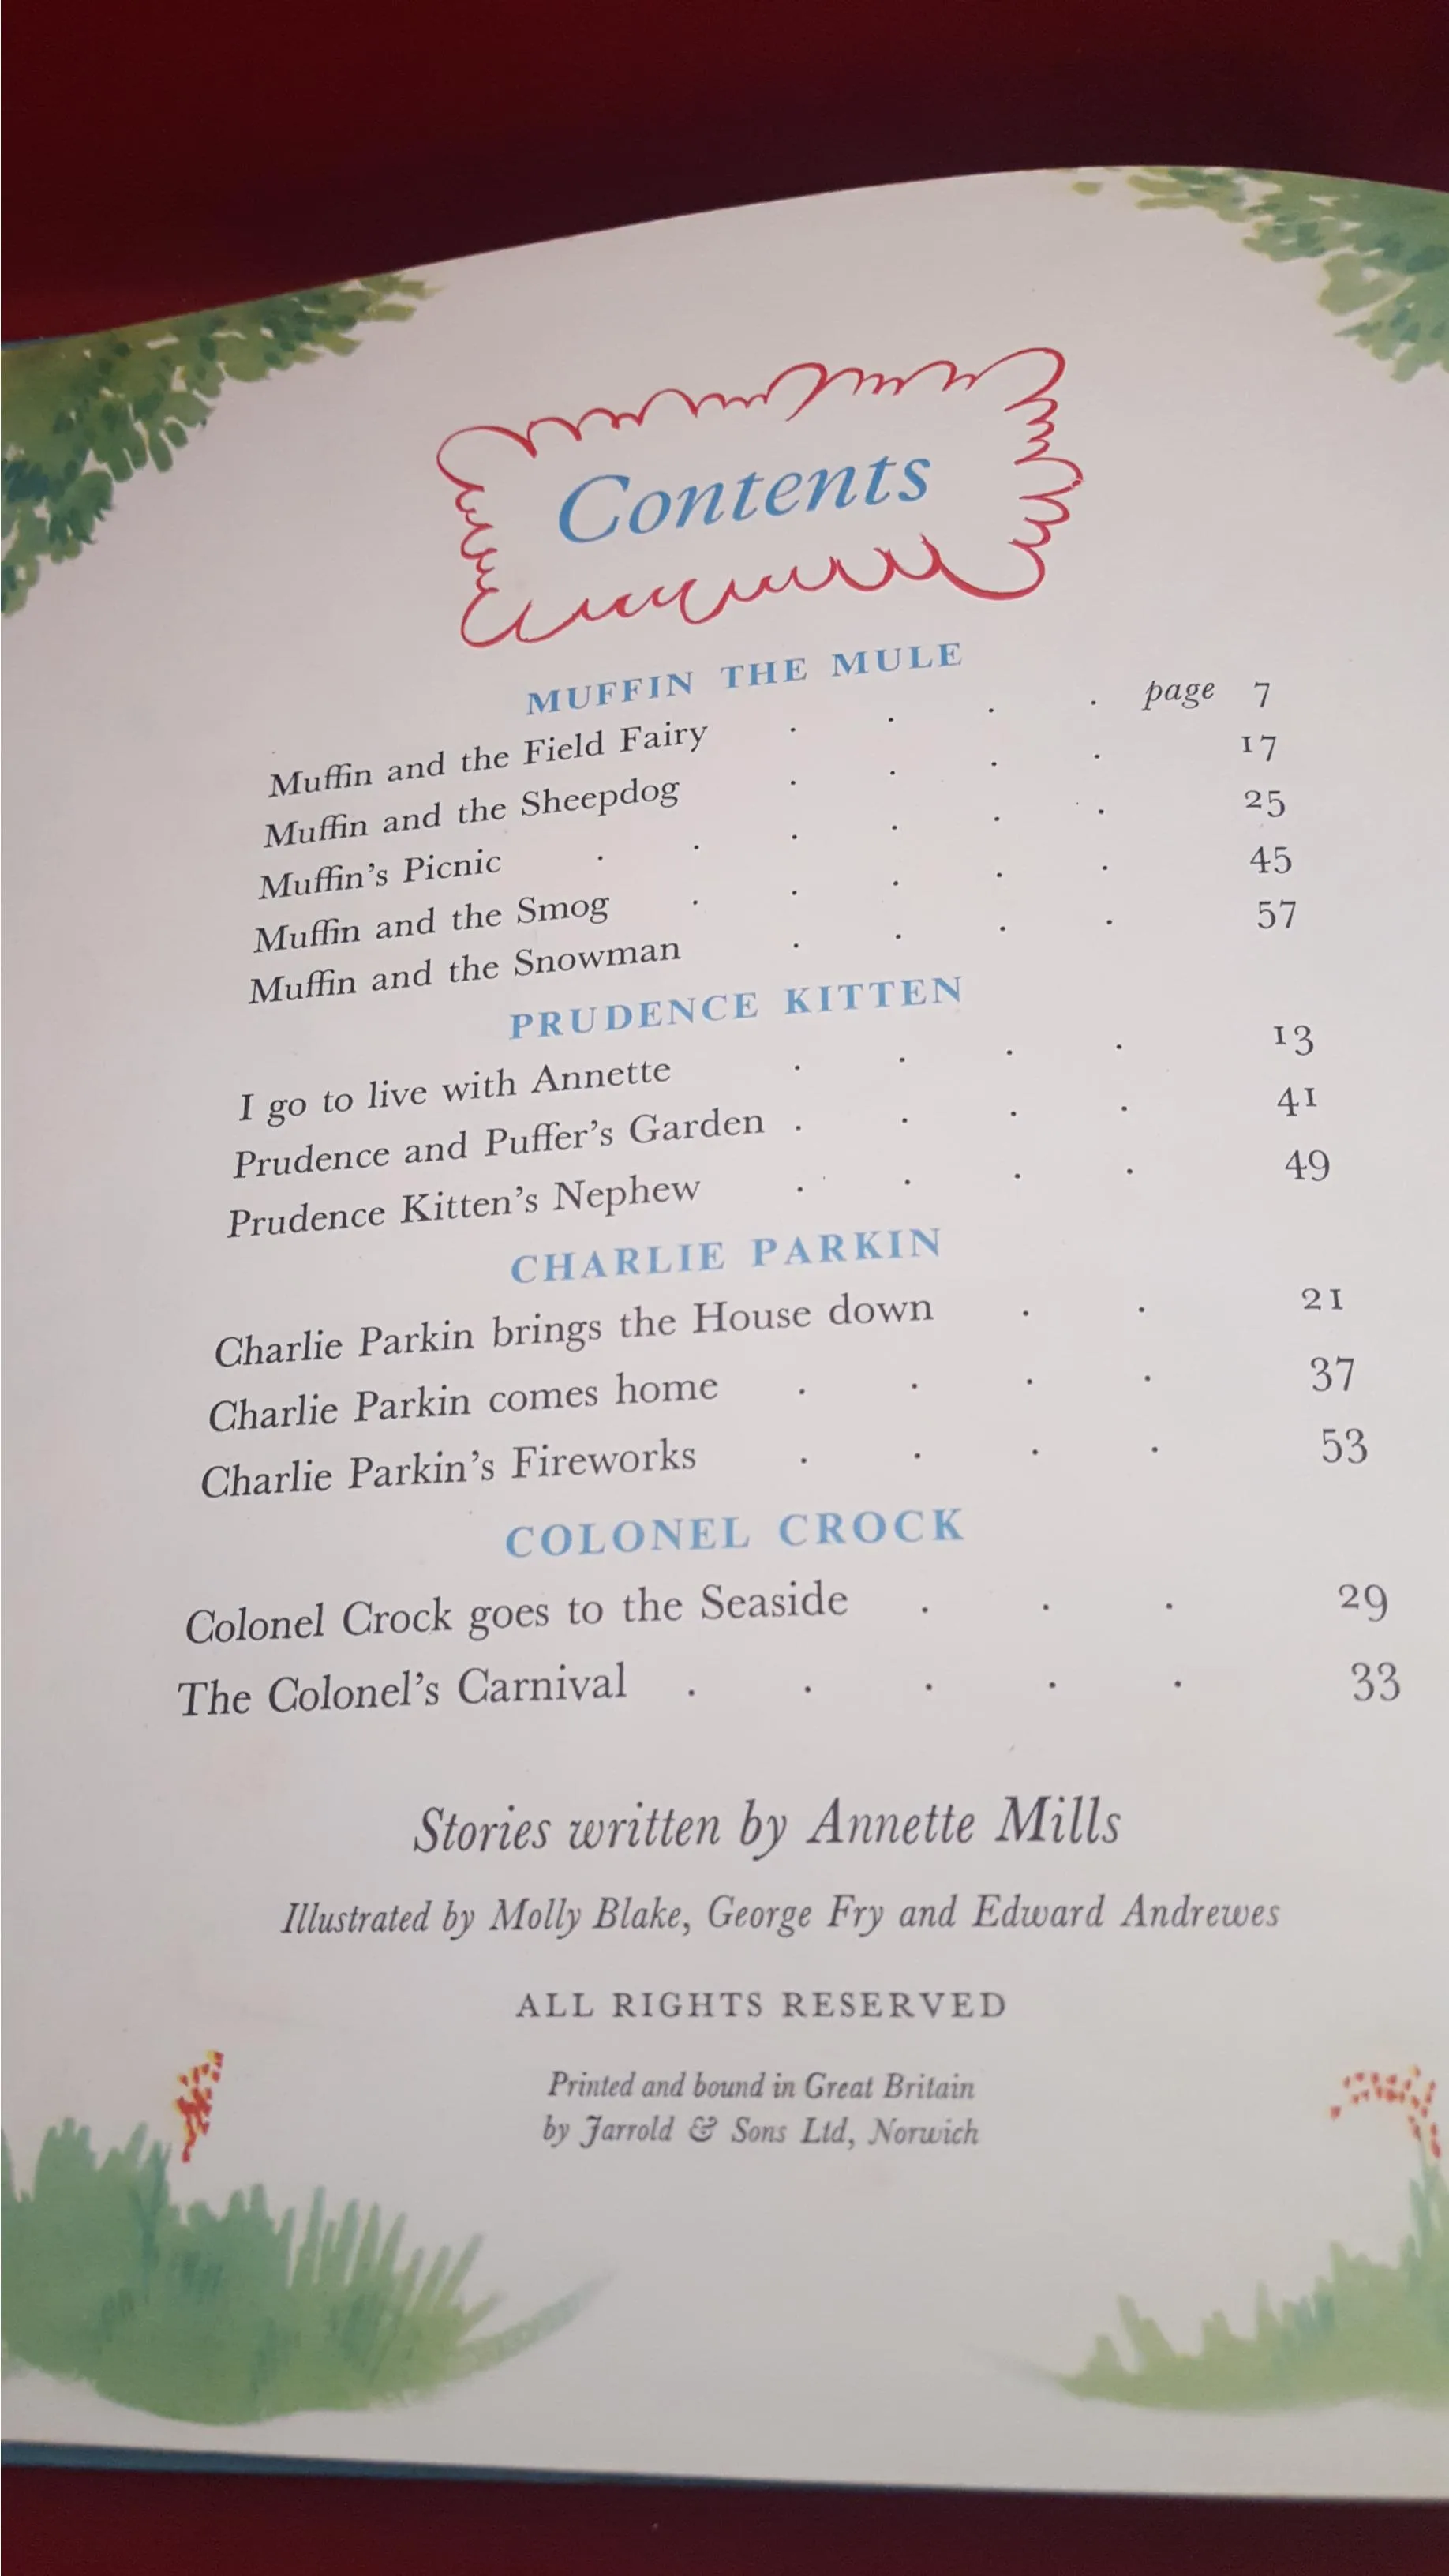 Contents
MUFFIN THE MULE
Muffin and the Field Fairy . . . . page 7
Muffin and the Sheepdog . . . . 17
Muffin's Picnic . . . . . . 25
Muffin and the Smog . . . . . 45
Muffin and the Snowman . . . . 57
PRUDENCE KITTEN
I go to live with Annette . . . . 13
Prudence and Puffer's Garden . . . . 41
Prudence Kitten's Nephew . . . . 49
CHARLIE PARKIN
Charlie Parkin brings the House down . . 21
Charlie Parkin comes home . . . . 37
Charlie Parkin's Fireworks . . . . 53
COLONEL CROCK
Colonel Crock goes to the Seaside . . . 29
The Colonel's Carnival . . . . . 33
Stories written by Annette Mills
Illustrated by Molly Blake, George Fry and Edward Andrewes
ALL RIGHTS RESERVED
Printed and bound in Great Britain
by Jarrold & Sons Ltd, Norwich